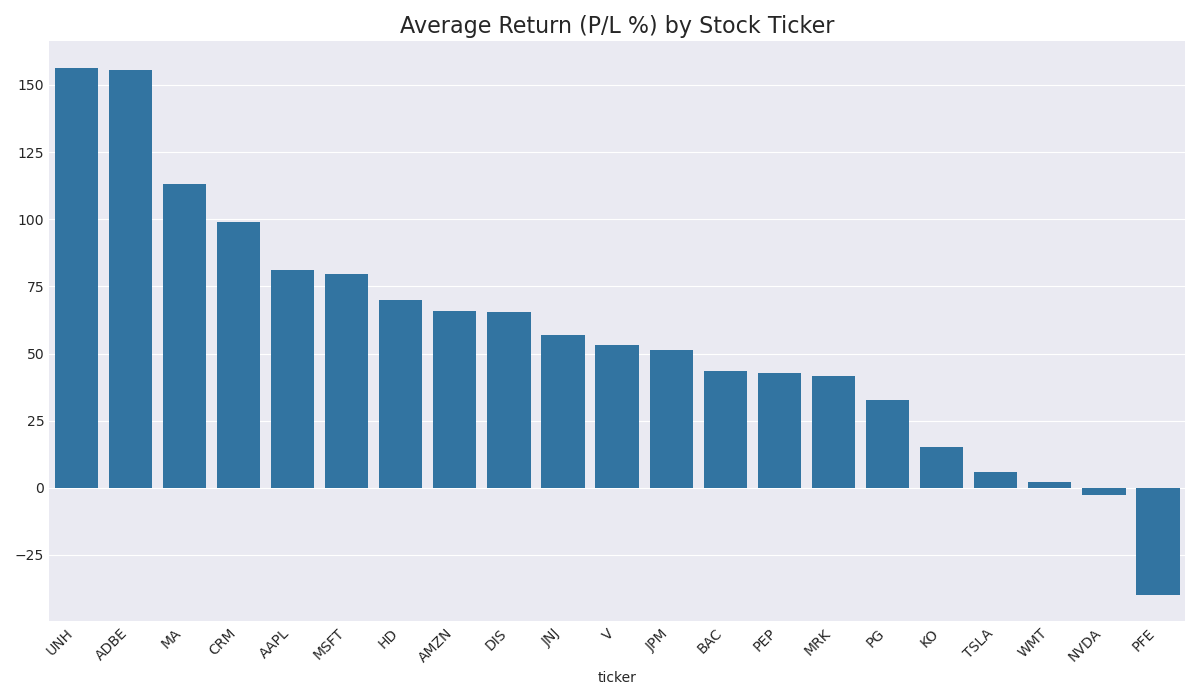 Average Return (P/L %) by Stock Ticker
150
125
100
75
50
25
0
−25
UNH
ADBE
MA
CRM
AAPL
MSFT
HD
AMZN
DIS
JNJ
V
JPM
BAC
PEP
MRK
PG
KO
TSLA
WMT
NVDA
PFE
ticker